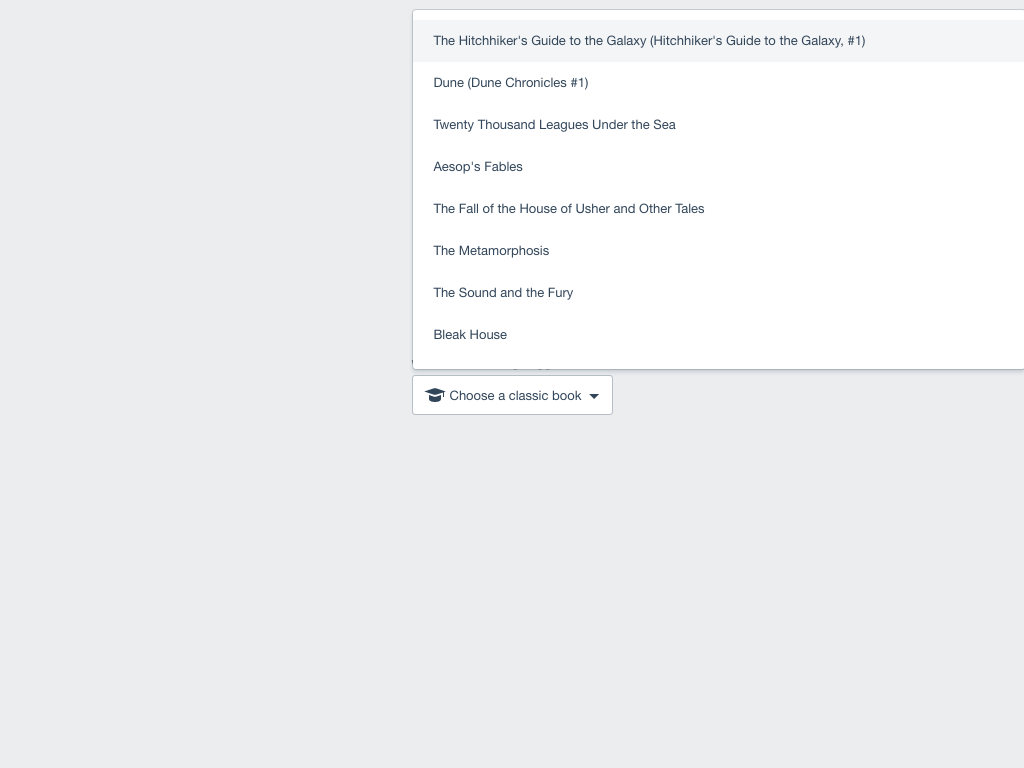 The Hitchhiker's Guide to the Galaxy (Hitchhiker's Guide to the Galaxy, #1)
Dune (Dune Chronicles #1)
Twenty Thousand Leagues Under the Sea
Aesop's Fables
The Fall of the House of Usher and Other Tales
The Metamorphosis
The Sound and the Fury
Bleak House
Choose a classic book